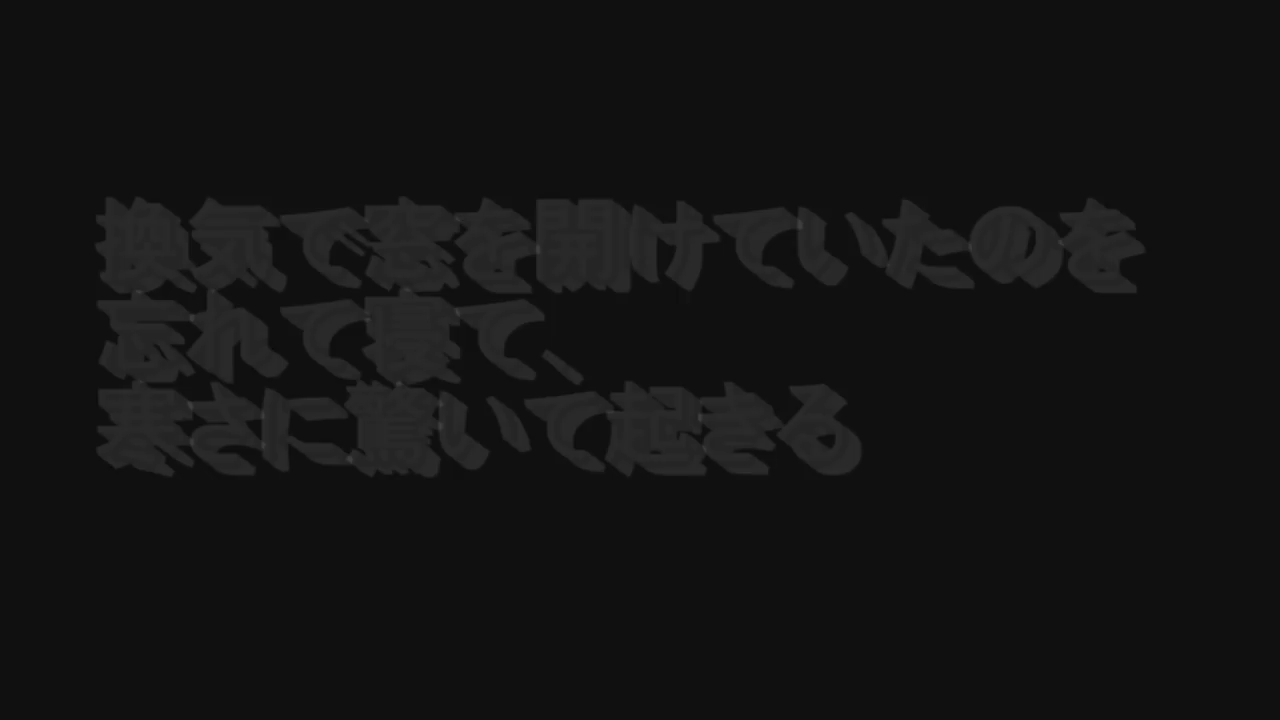 換気で窓を開けていたのを
忘れて寝て、
寒さに驚いて起きる